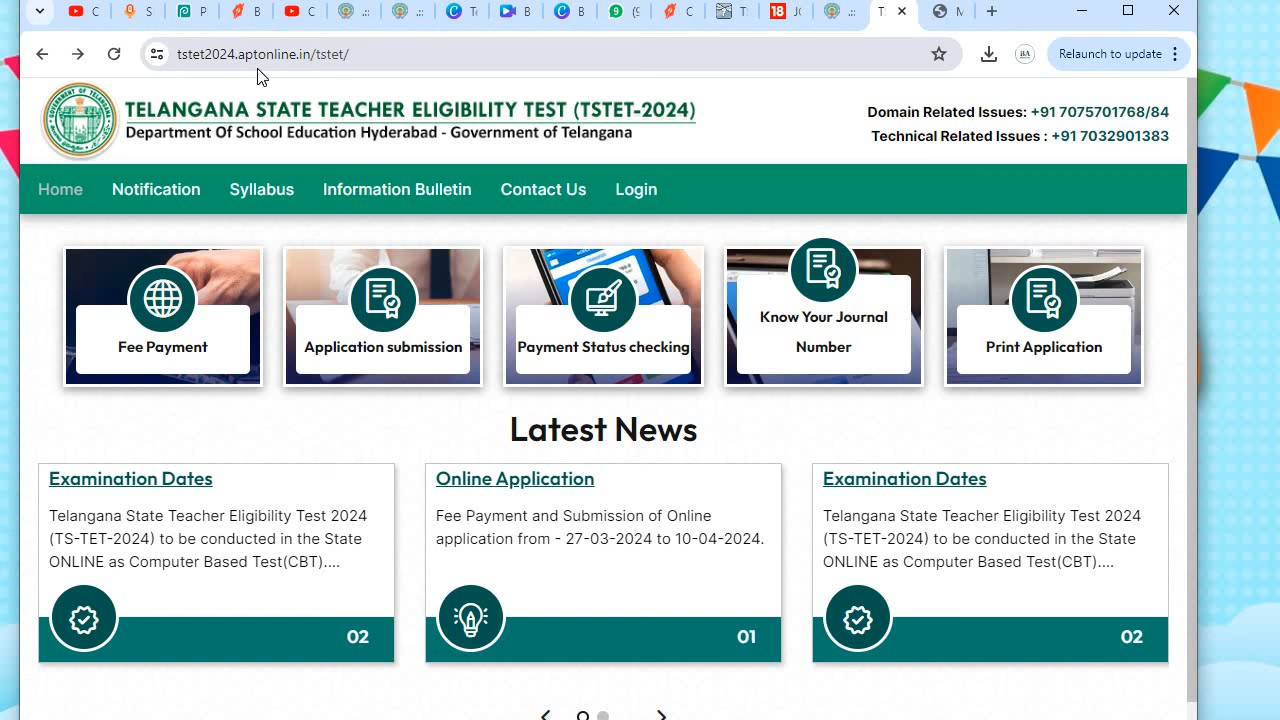 S
P
B
C
.::
.::
C
T
B
B
(S
C
T:
18 JC
.::
T:
M
tstet2024.aptonline.in/tstet/
Relaunch to update
TELANGANA STATE TEACHER ELIGIBILITY TEST (TSTET-2024)
Department Of School Education Hyderabad - Government of Telangana
Domain Related Issues: +91 7075701768/84
Technical Related Issues : +91 7032901383
Home Notification Syllabus Information Bulletin Contact Us Login
Fee Payment
Application submission
Payment Status checking
Know Your Journal
Number
Print Application
Latest News
Examination Dates
Telangana State Teacher Eligibility Test 2024
(TS-TET-2024) to be conducted in the State
ONLINE as Computer Based Test(CBT)....
02
Online Application
Fee Payment and Submission of Online
application from - 27-03-2024 to 10-04-2024.
01
Examination Dates
Telangana State Teacher Eligibility Test 2024
(TS-TET-2024) to be conducted in the State
ONLINE as Computer Based Test(CBT)....
02